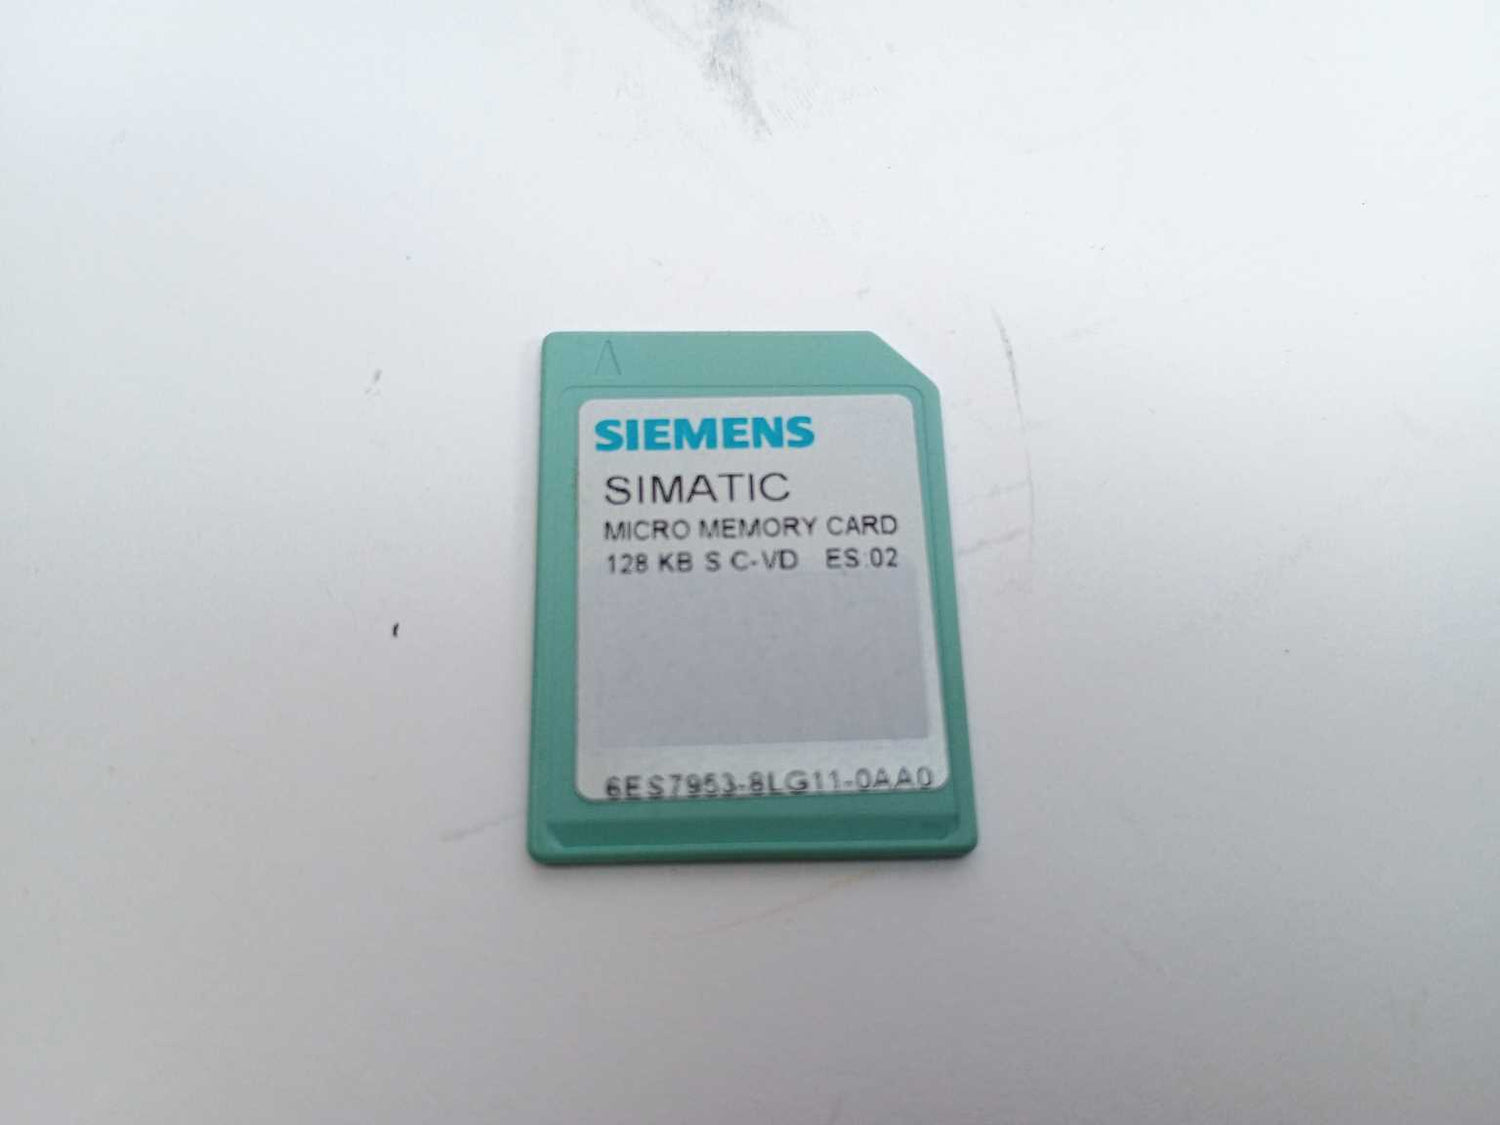 SIEMENS
SIMATIC
MICRO MEMORY CARD
128 KB S C-VD ES:02
6ES7953-8LG11-0AA0